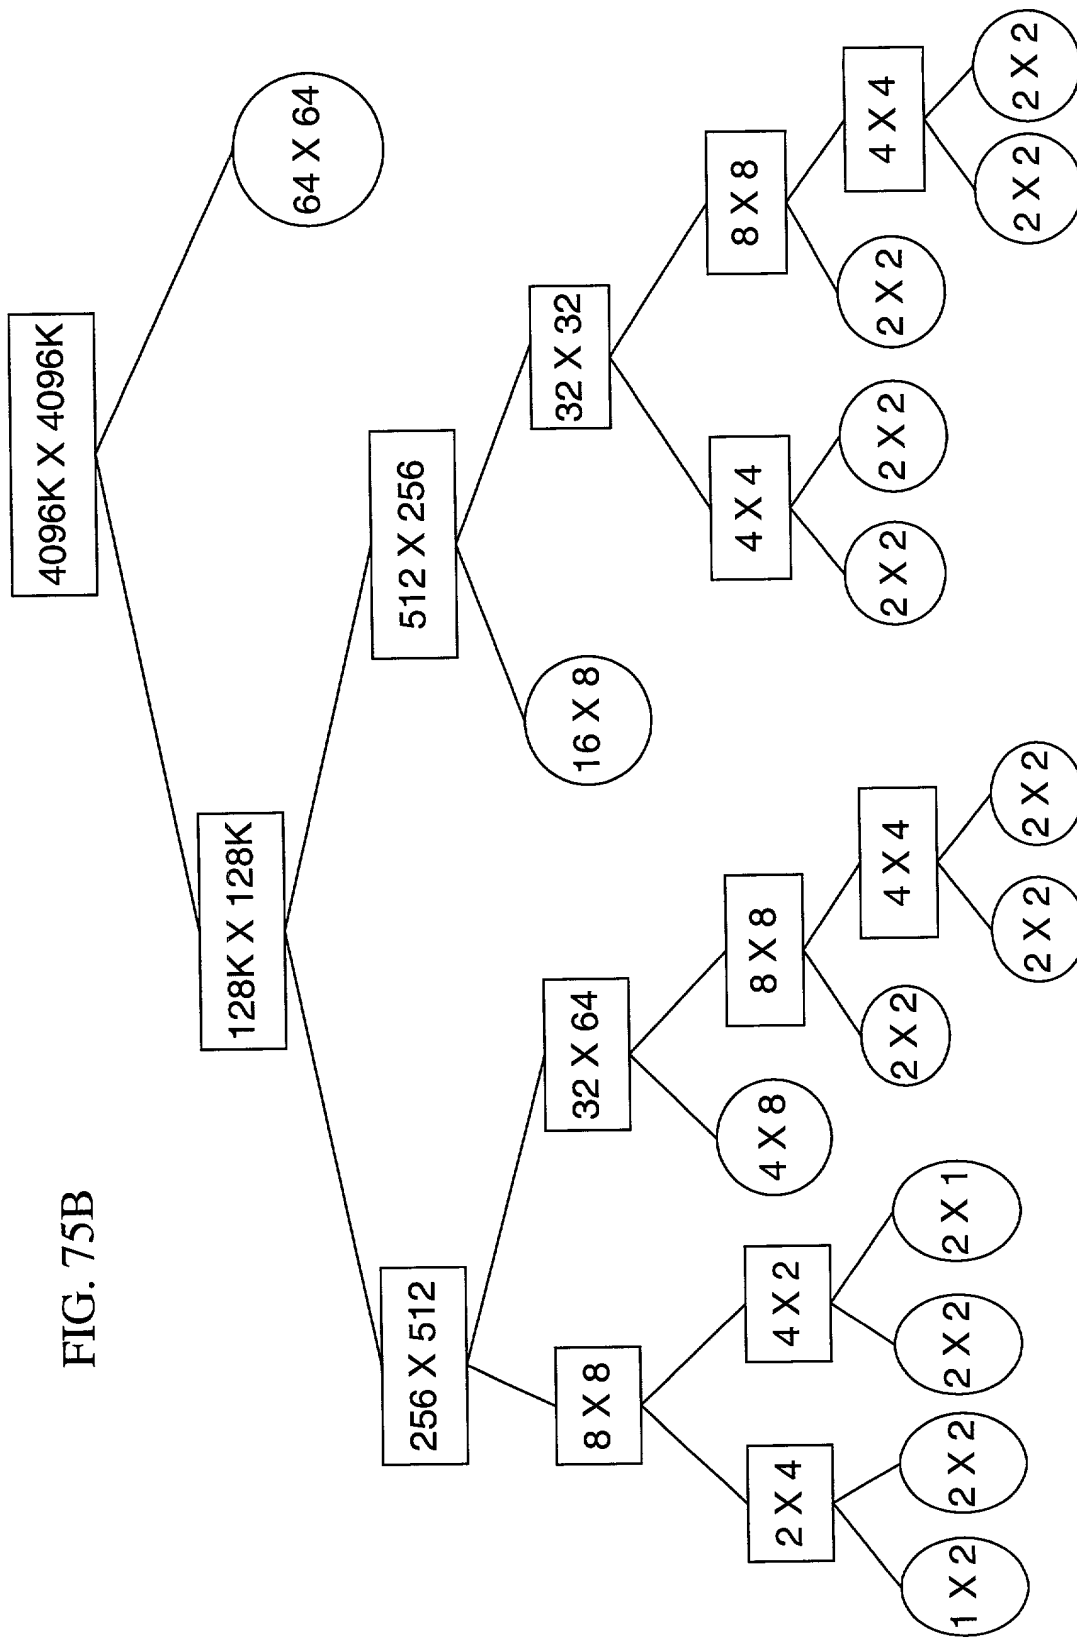 FIG. 75B
4096K X 4096K
128K X 128K
64 X 64
256 X 512
512 X 256
8 X 8
32 X 64
16 X 8
32 X 32
2 X 4
4 X 2
4 X 8
8 X 8
4 X 4
8 X 8
1 X 2
2 X 2
2 X 2
2 X 1
2 X 2
4 X 4
2 X 2
2 X 2
2 X 2
4 X 4
2 X 2
2 X 2
2 X 2
2 X 2